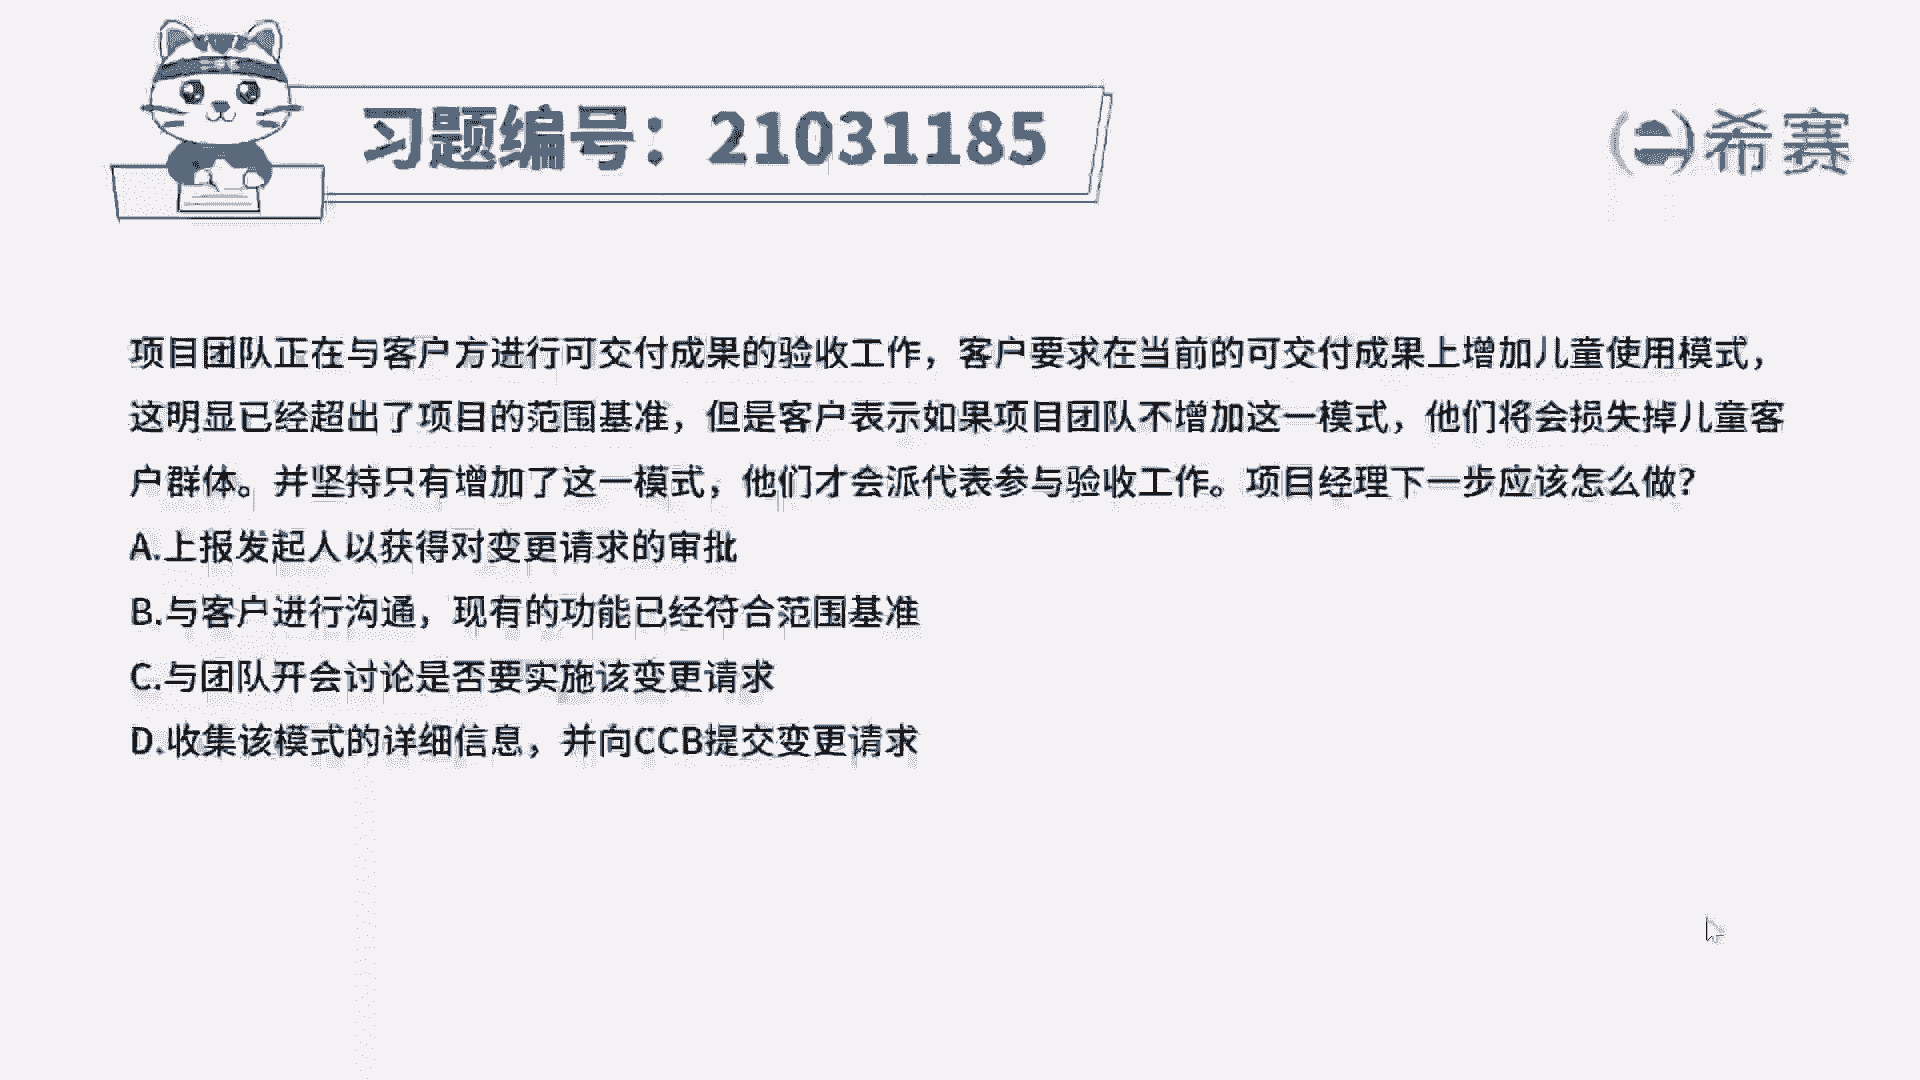 习题编号：21031185
希赛
项目团队正在与客户方进行可交付成果的验收工作，客户要求在当前的可交付成果上增加儿童使用模式，
这明显已经超出了项目的范围基准，但是客户表示如果项目团队不增加这一模式，他们将会损失掉儿童客
户群体。并坚持只有增加了这一模式，他们才会派代表参与验收工作。项目经理下一步应该怎么做？
A.上报发起人以获得对变更请求的审批
B.与客户进行沟通，现有的功能已经符合范围基准
C.与团队开会讨论是否要实施该变更请求
D.收集该模式的详细信息，并向CCB提交变更请求